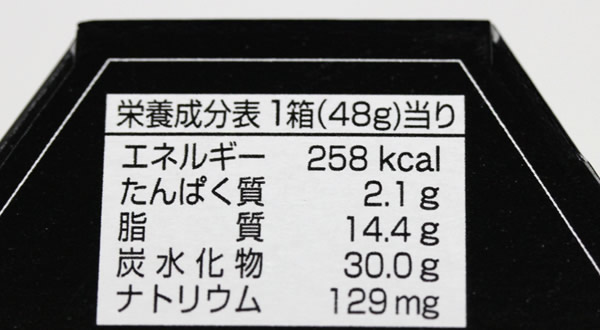 栄養成分表 1箱(48g)当り
エネルギー 258 kcal
たんぱく質 2.1 g
脂質 14.4 g
炭水化物 30.0 g
ナトリウム 129 mg